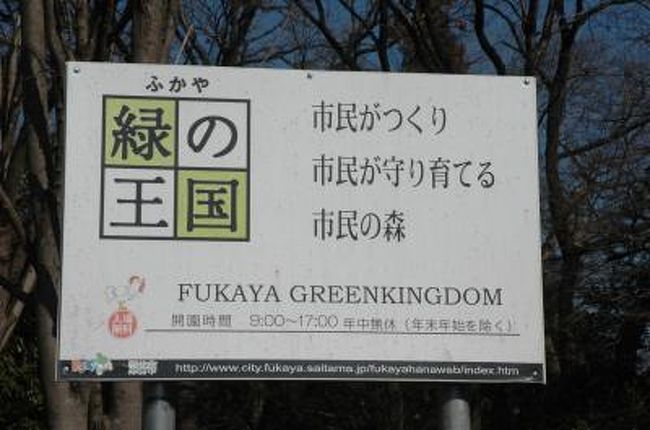 ふかや
緑の
王国
市民がつくり
市民が守り育てる
市民の森
FUKAYA GREENKINGDOM
開園時間 9:00～17:00 年中無休（年末年始を除く）
http://www.city.fukaya.saitama.jp/fukayahanaweb/index.htm